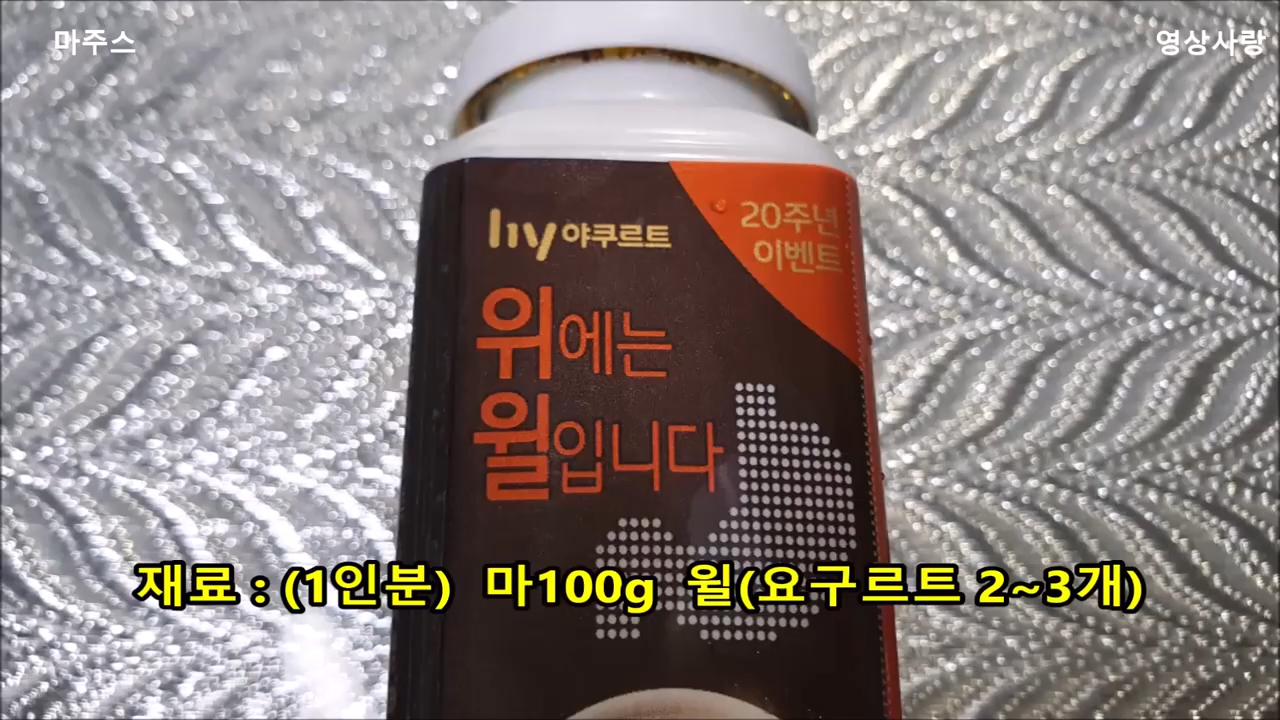 마주스
영상사랑
hy야쿠르트
20주년
이벤트
위에는
윌입니다
재료 : (1인분) 마100g 윌(요구르트 2~3개)